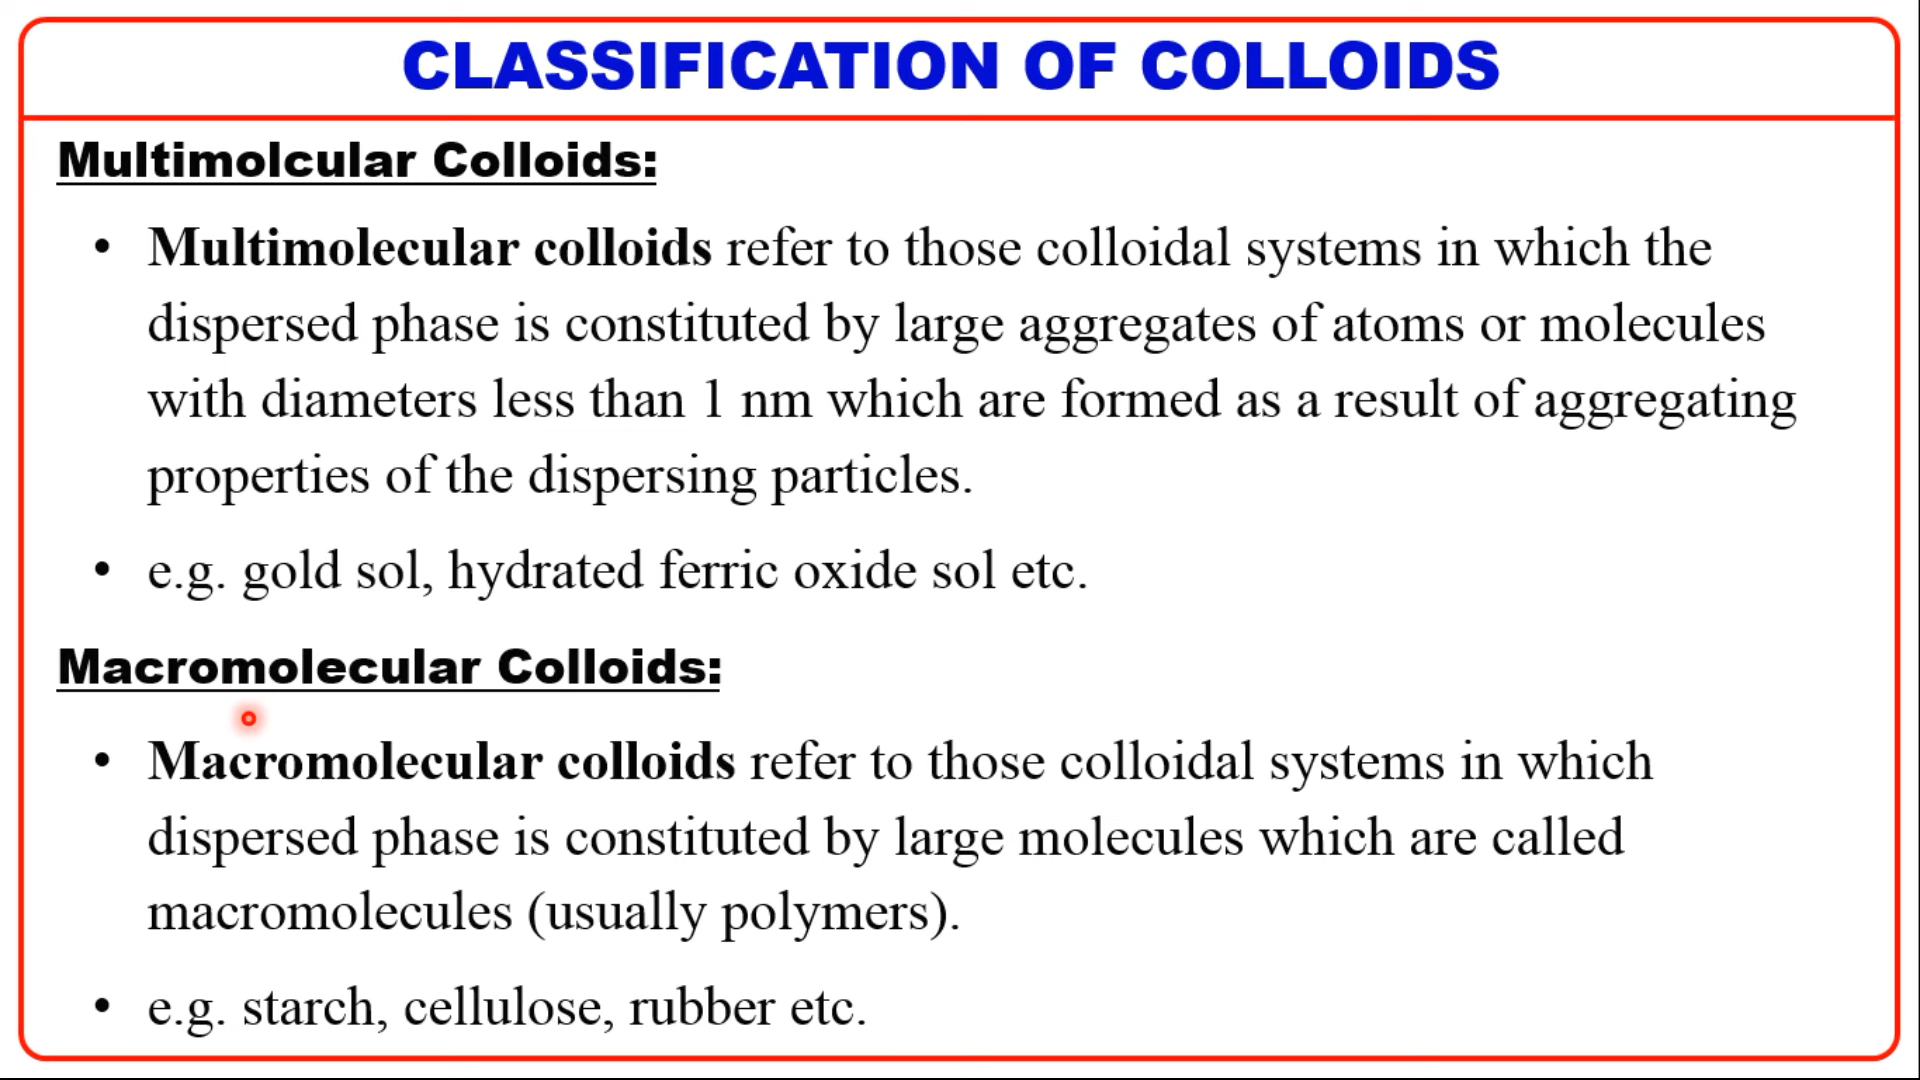 CLASSIFICATION OF COLLOIDS
Multimolcular Colloids:
• Multimolecular colloids refer to those colloidal systems in which the
dispersed phase is constituted by large aggregates of atoms or molecules
with diameters less than 1 nm which are formed as a result of aggregating
properties of the dispersing particles.
• e.g. gold sol, hydrated ferric oxide sol etc.
Macromolecular Colloids:
• Macromolecular colloids refer to those colloidal systems in which
dispersed phase is constituted by large molecules which are called
macromolecules (usually polymers).
• e.g. starch, cellulose, rubber etc.